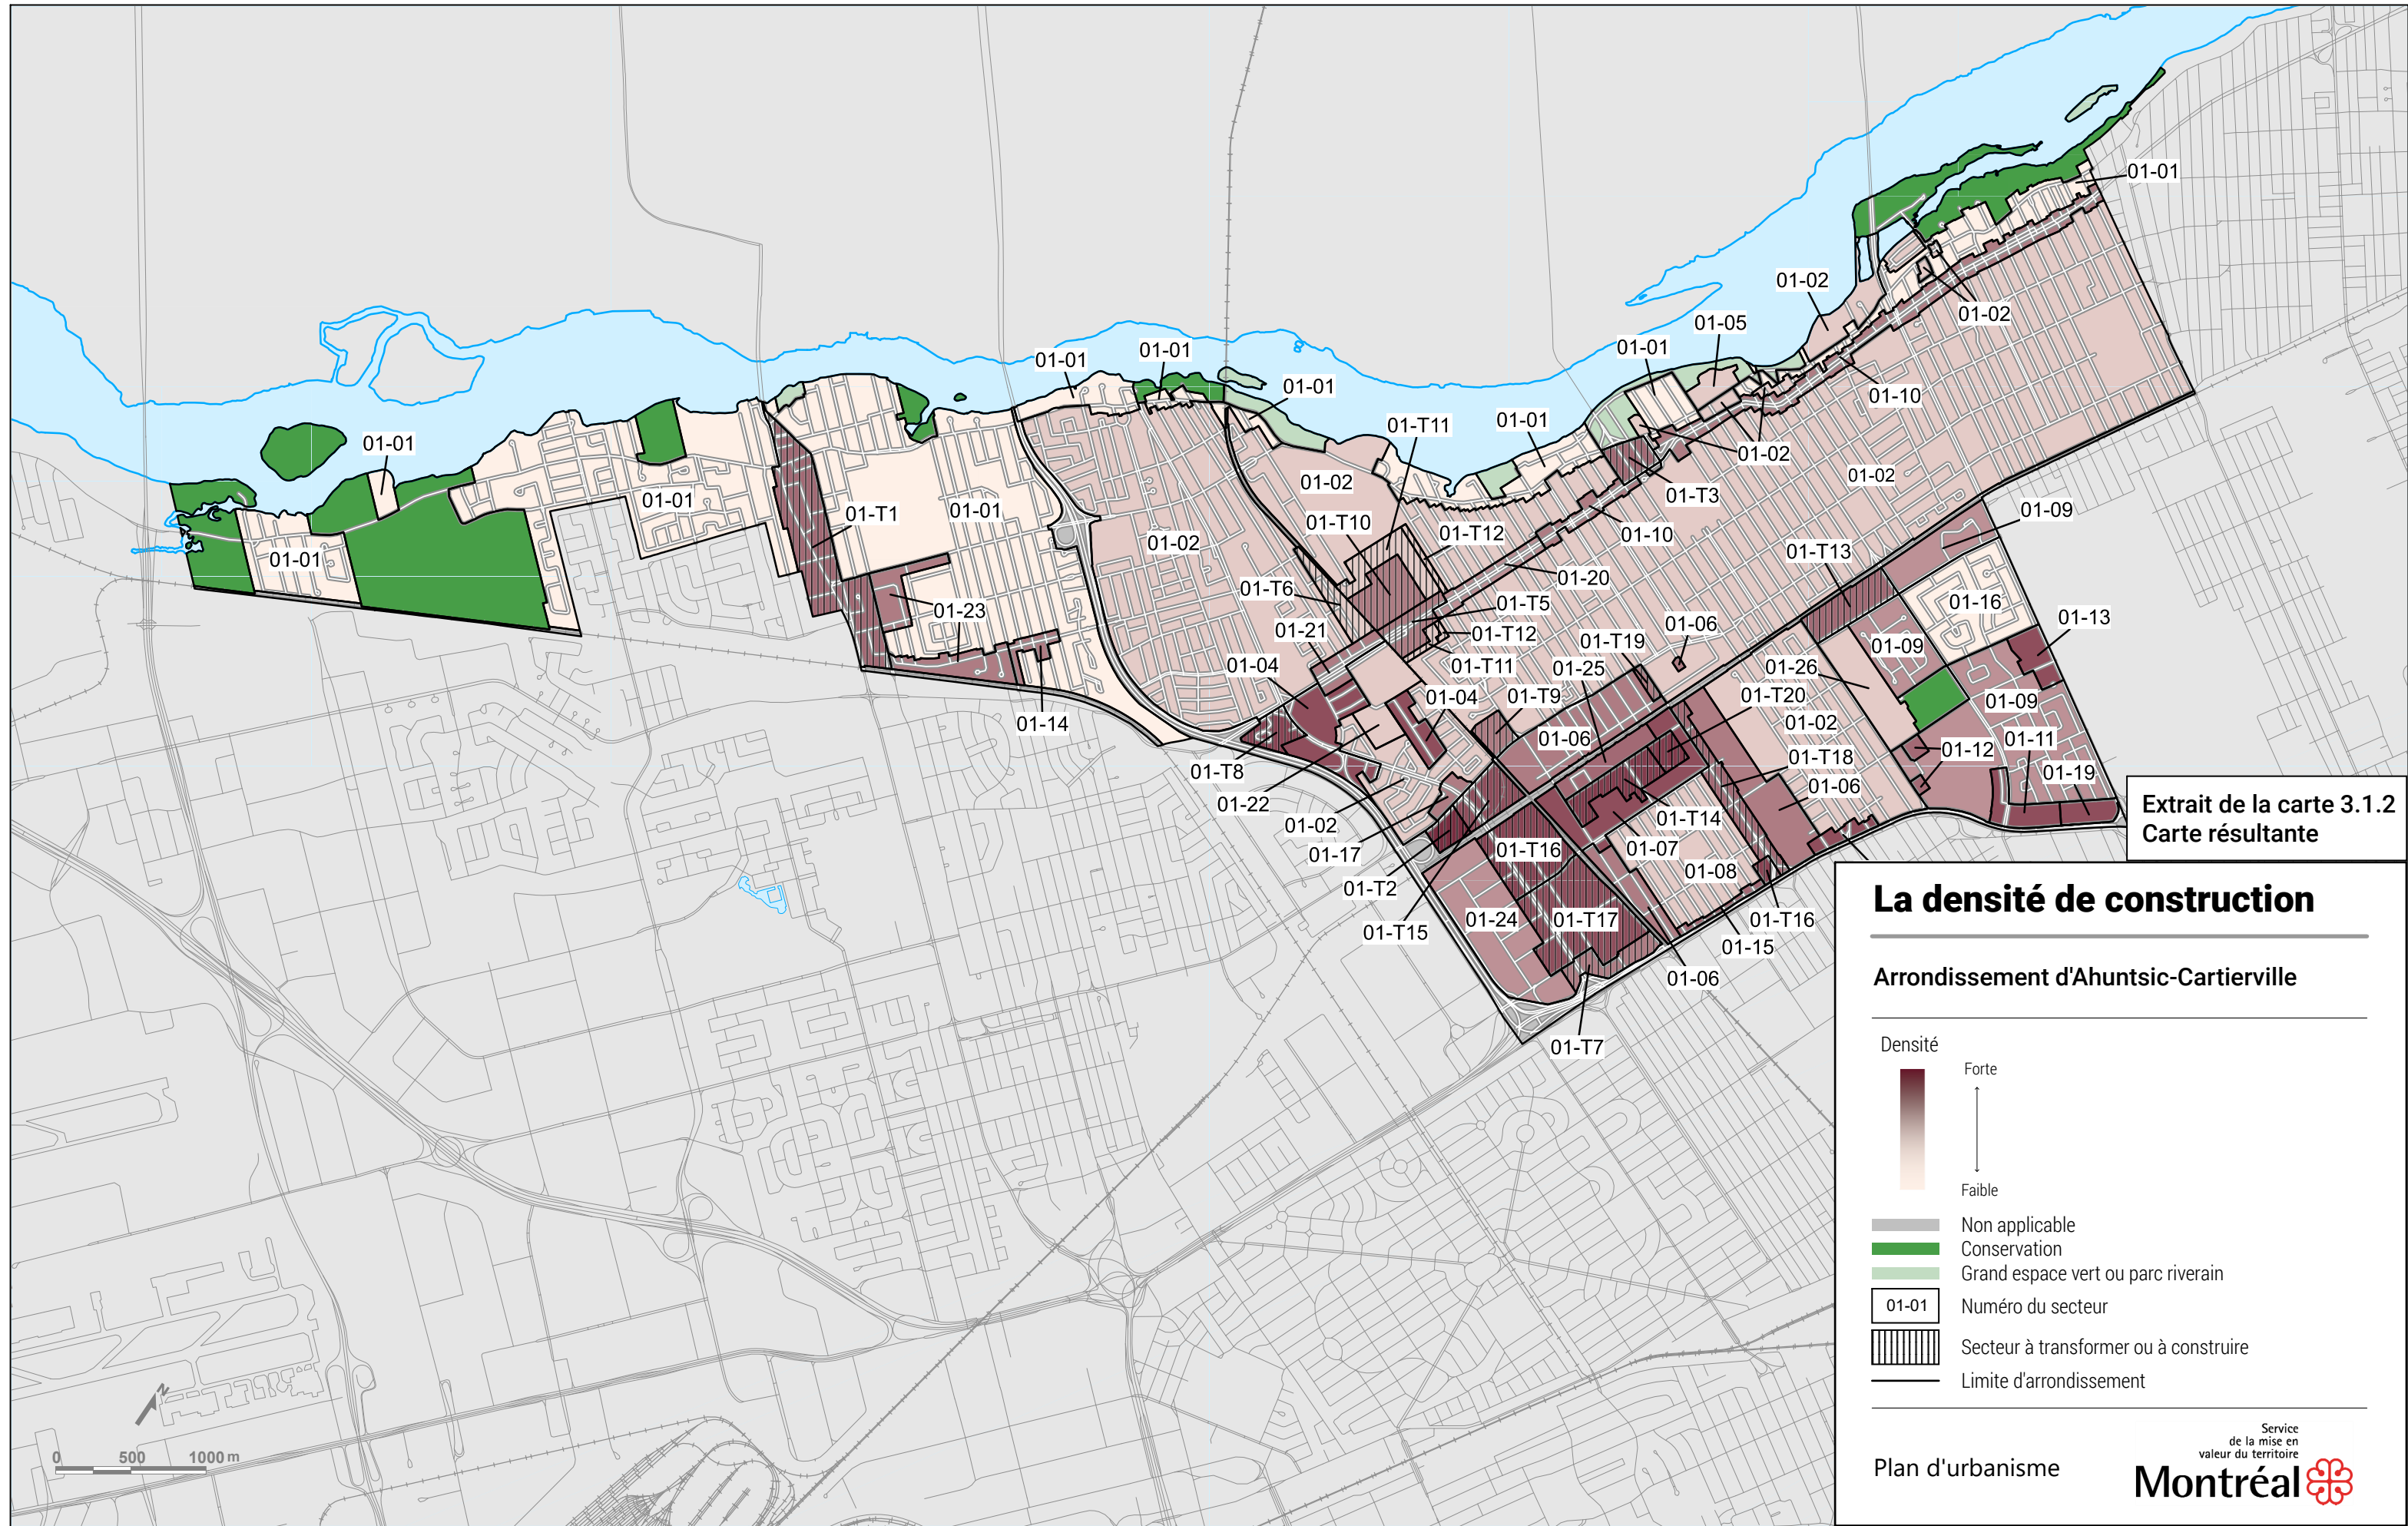 01-01
01-02
01-05
01-02
01-01
01-01
01-01
01-01
01-10
01-T11
01-01
01-01
01-02
01-02
01-02
01-T3
01-01
01-T1
01-01
01-09
01-T10
01-T12
01-10
01-02
01-T13
01-01
01-20
01-T6
01-16
01-T5
01-23
01-13
01-06
01-21
01-T12
01-T19
01-09
01-04
01-T11
01-25
01-26
01-04
01-T9
01-T20
01-09
01-14
01-02
01-06
01-11
01-12
01-T18
01-T8
01-19
01-06
01-22
01-T14
01-02
01-17
01-T16
01-07
01-08
01-T2
01-24
01-T17
01-T16
01-T15
01-15
01-06
01-T7
Extrait de la carte 3.1.2
Carte résultante
La densité de construction
Arrondissement d'Ahuntsic-Cartierville
Densité
Forte
Faible
Non applicable
Conservation
Grand espace vert ou parc riverain
01-01 Numéro du secteur
Secteur à transformer ou à construire
Limite d'arrondissement
Service
de la mise en
valeur du territoire
Plan d'urbanisme
Montréal
N
0 500 1000 m